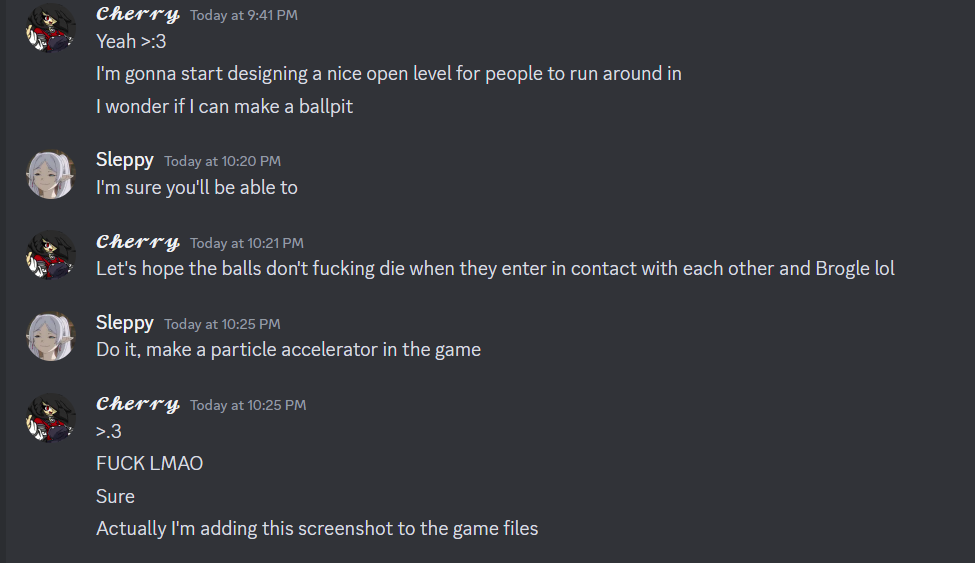 𝓒𝓱𝓮𝓻𝓻𝔂 Today at 9:41 PM
Yeah >:3
I'm gonna start designing a nice open level for people to run around in
I wonder if I can make a ballpit
Sleppy Today at 10:20 PM
I'm sure you'll be able to
𝓒𝓱𝓮𝓻𝓻𝔂 Today at 10:21 PM
Let's hope the balls don't fucking die when they enter in contact with each other and Brogle lol
Sleppy Today at 10:25 PM
Do it, make a particle accelerator in the game
𝓒𝓱𝓮𝓻𝓻𝔂 Today at 10:25 PM
>.3
FUCK LMAO
Sure
Actually I'm adding this screenshot to the game files